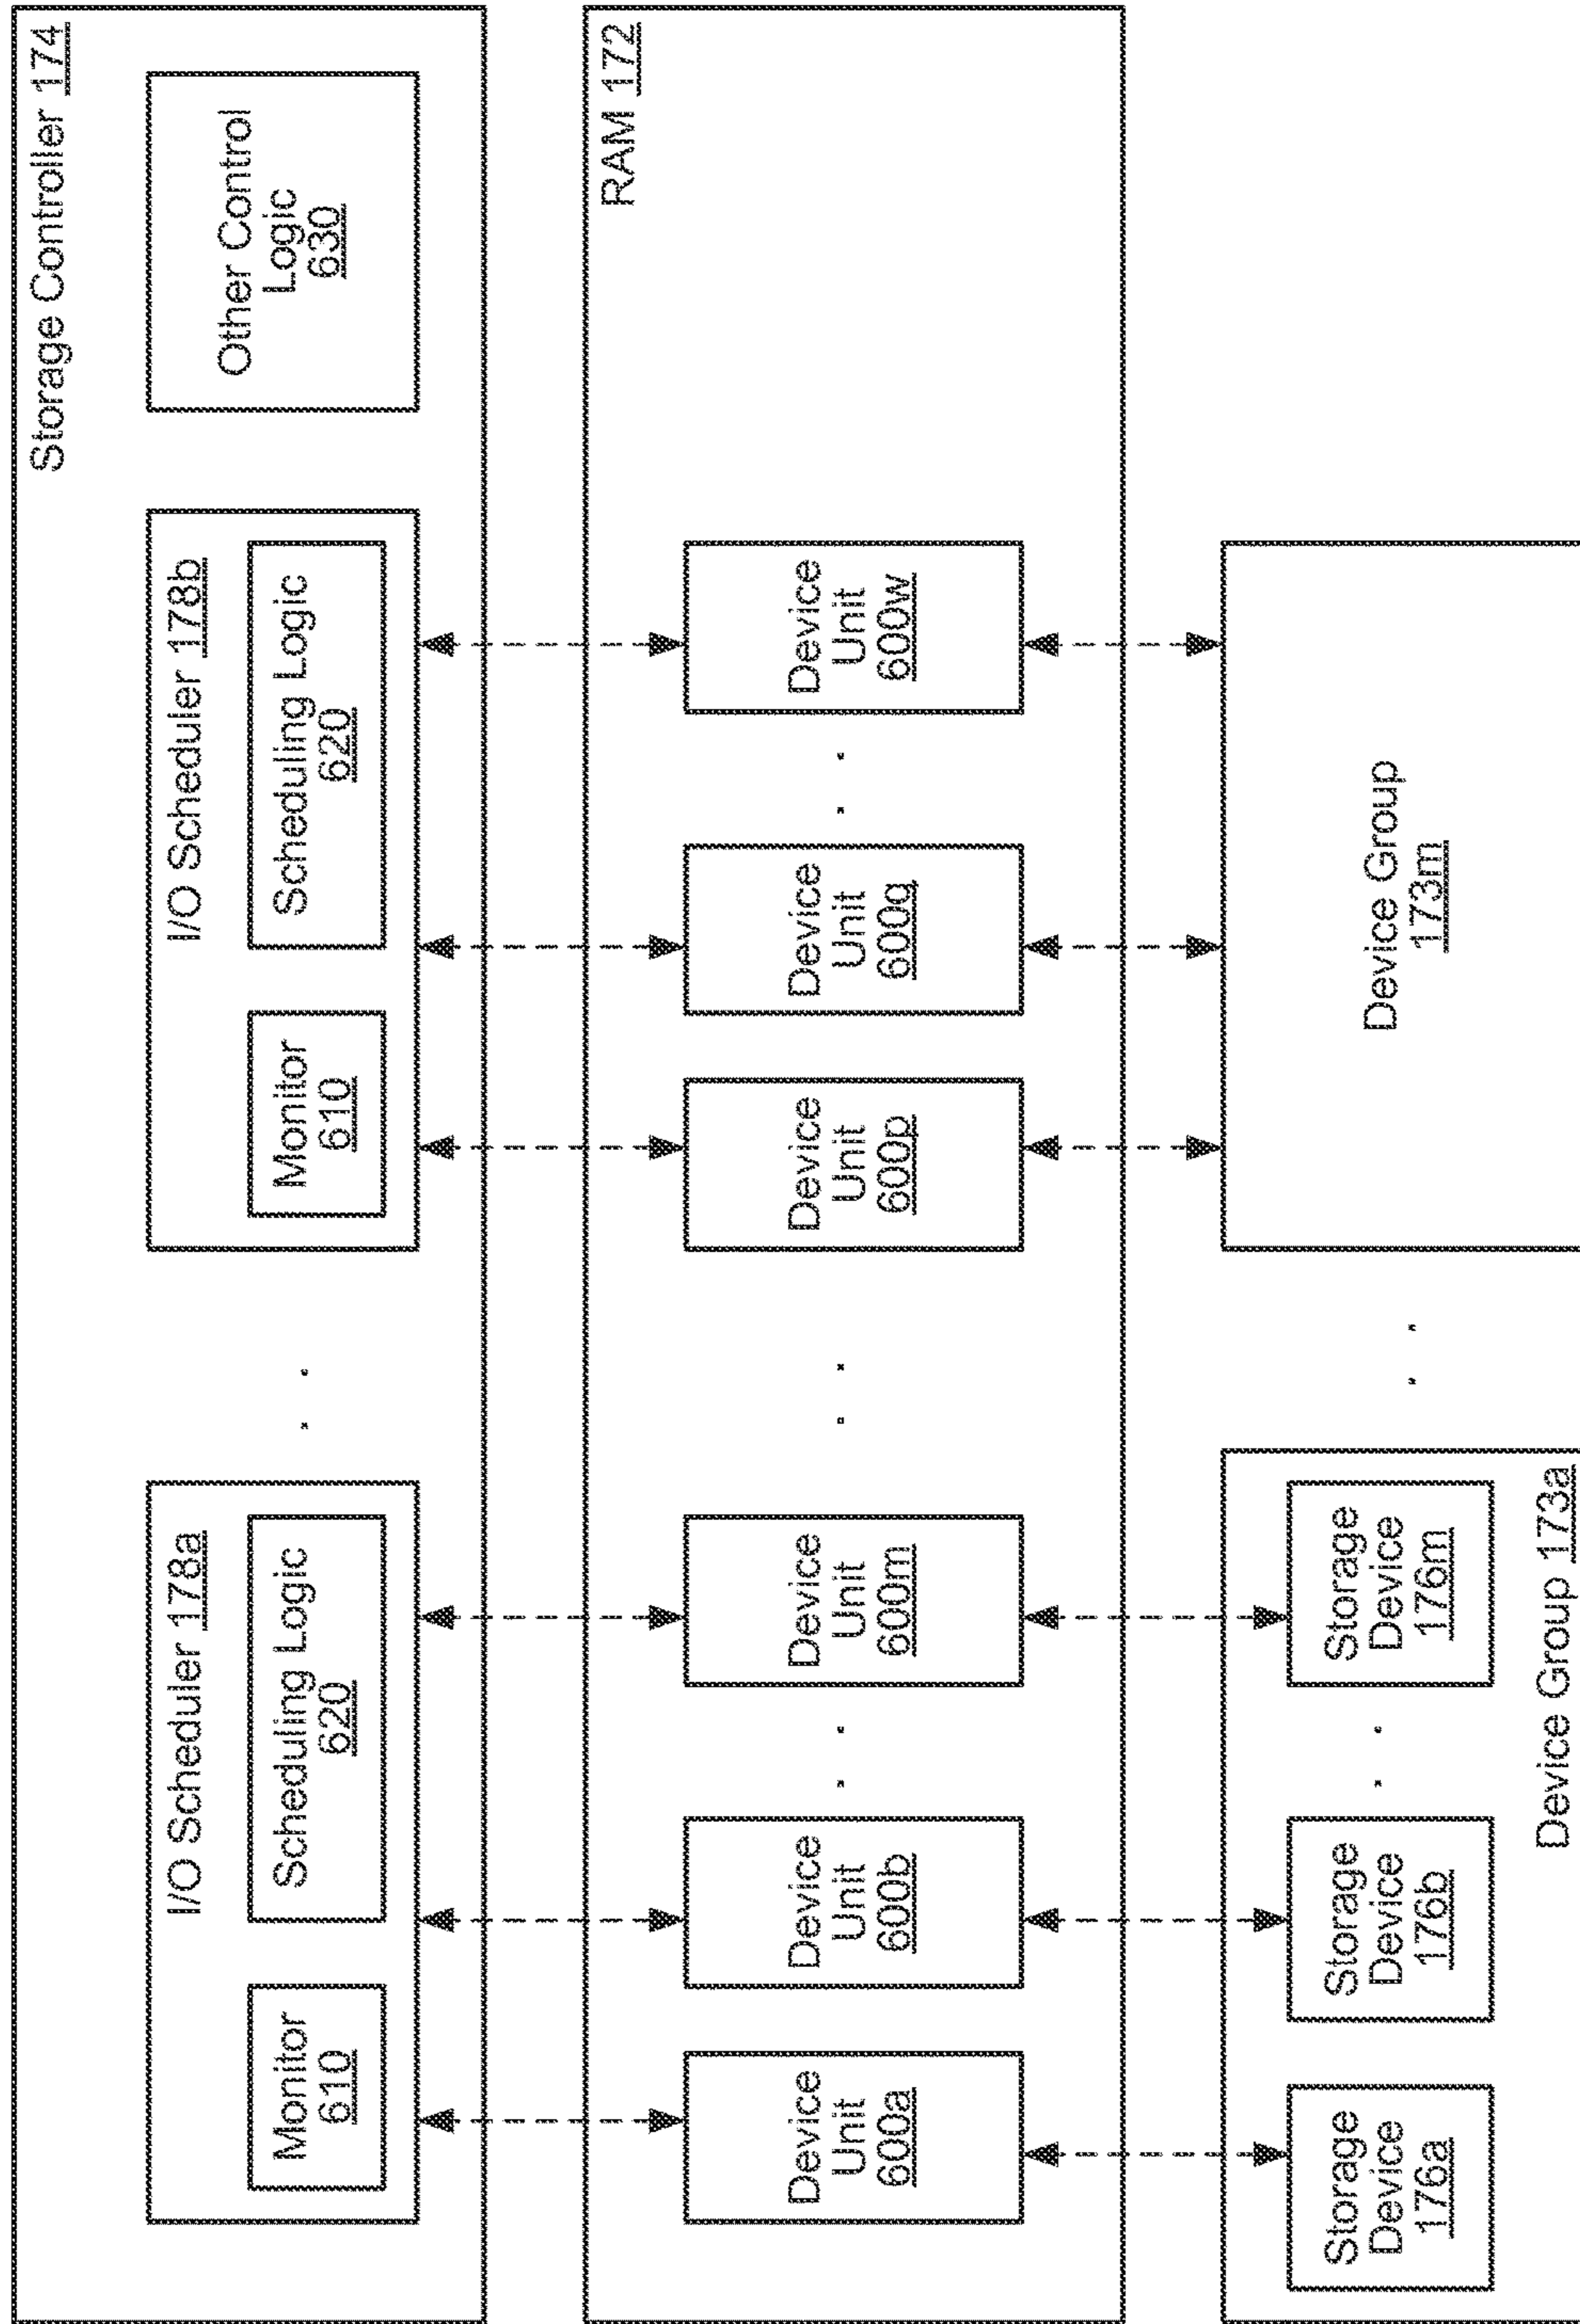 Storage Controller 174
I/O Scheduler 178a
Monitor
610
Scheduling Logic
620
I/O Scheduler 178b
Monitor
610
Scheduling Logic
620
Other Control
Logic
630
RAM 172
Device
Unit
600a
Device
Unit
600b
Device
Unit
600m
Device
Unit
600p
Device
Unit
600q
Device
Unit
600w
Storage
Device
176a
Storage
Device
176b
Storage
Device
176m
Device Group 173a
Device Group
173m